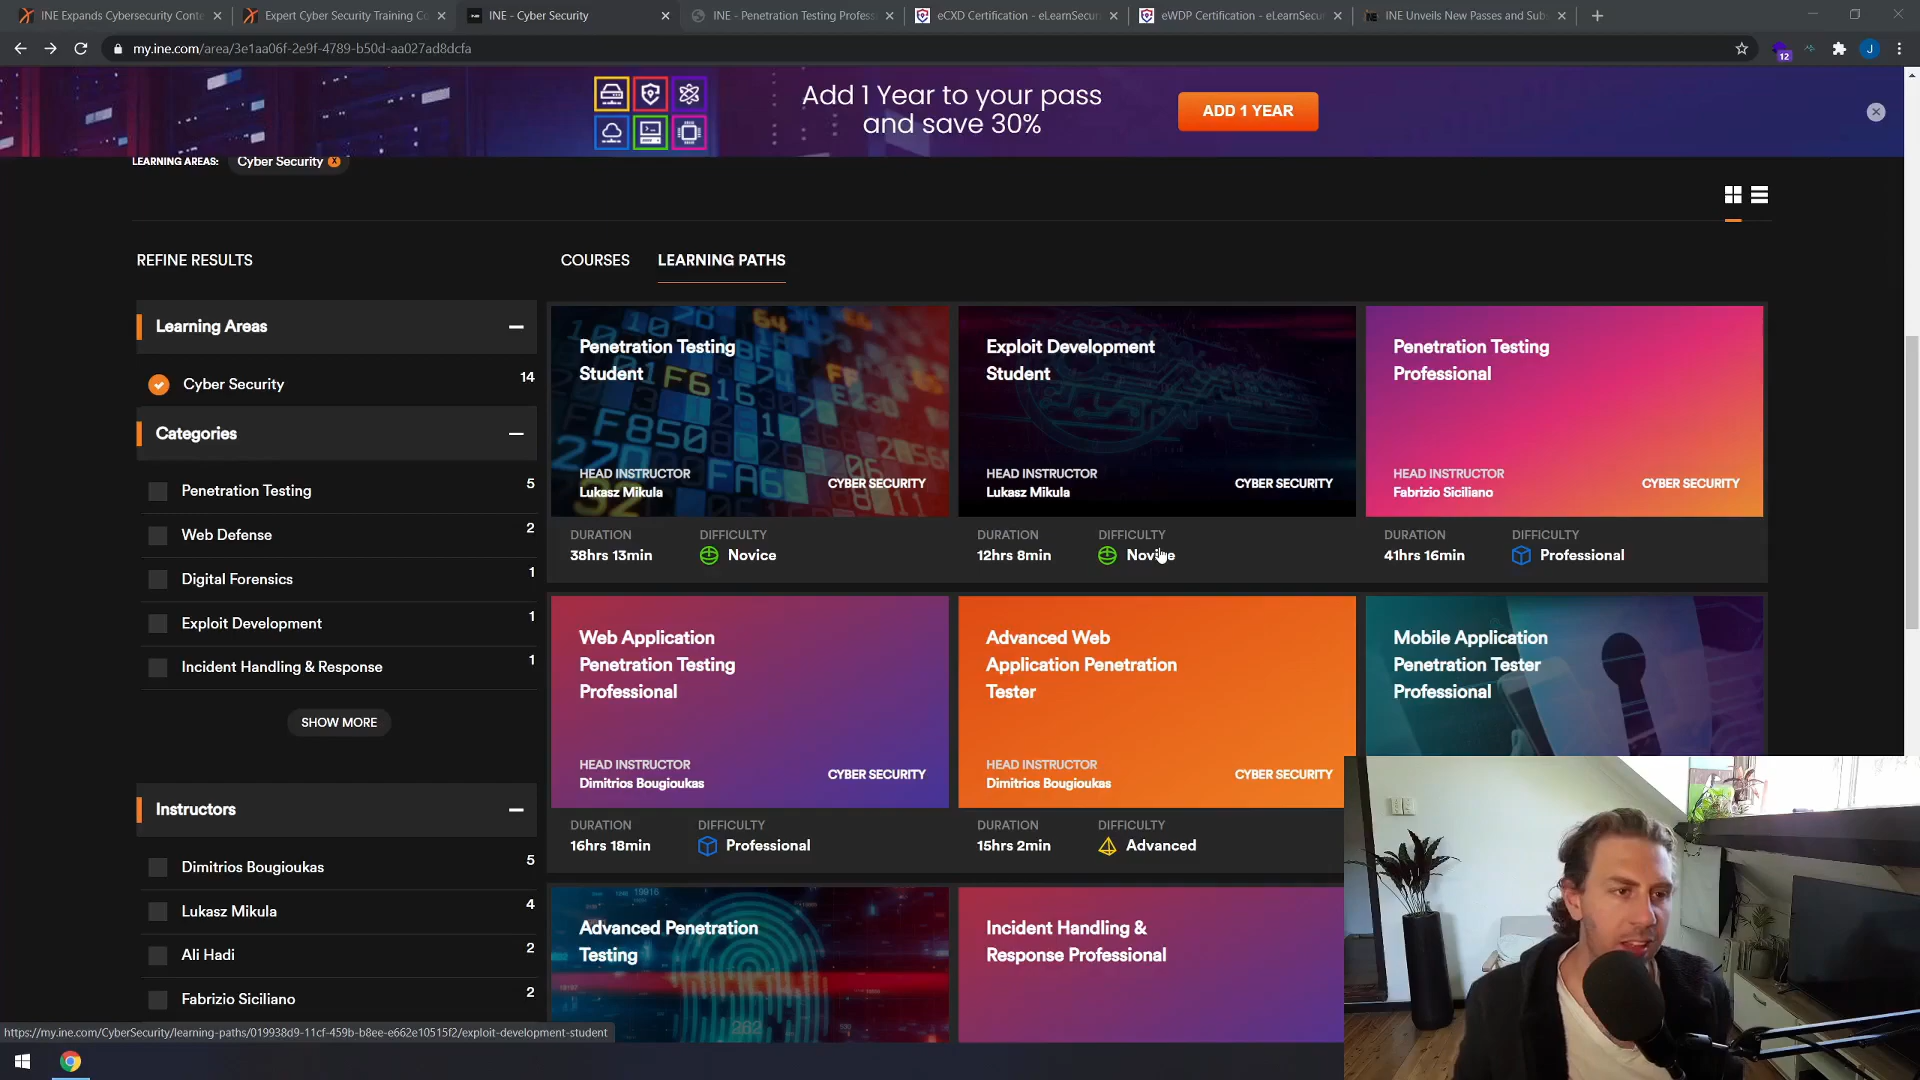 INE Expands Cybersecurity Conte
Expert Cyber Security Training Co
INE - Cyber Security
INE - Penetration Testing Profess
eCXD Certification - eLearnSecuri
eWDP Certification - eLearnSecu
INE Unveils New Passes and Subs
my.ine.com/area/3e1aa06f-2e9f-4789-b50d-aa027ad8dcfa
12
J
Add 1 Year to your pass
and save 30%
ADD 1 YEAR
LEARNING AREAS:
Cyber Security
REFINE RESULTS
COURSES
LEARNING PATHS
Learning Areas
Cyber Security
14
Categories
Penetration Testing
5
Web Defense
2
Digital Forensics
1
Exploit Development
1
Incident Handling & Response
1
SHOW MORE
Instructors
Dimitrios Bougioukas
5
Lukasz Mikula
4
Ali Hadi
2
Fabrizio Siciliano
2
Penetration Testing
Student
HEAD INSTRUCTOR
Lukasz Mikula
CYBER SECURITY
DURATION
38hrs 13min
DIFFICULTY
Novice
Exploit Development
Student
HEAD INSTRUCTOR
Lukasz Mikula
CYBER SECURITY
DURATION
12hrs 8min
DIFFICULTY
Novice
Penetration Testing
Professional
HEAD INSTRUCTOR
Fabrizio Siciliano
CYBER SECURITY
DURATION
41hrs 16min
DIFFICULTY
Professional
Web Application
Penetration Testing
Professional
HEAD INSTRUCTOR
Dimitrios Bougioukas
CYBER SECURITY
DURATION
16hrs 18min
DIFFICULTY
Professional
Advanced Web
Application Penetration
Tester
HEAD INSTRUCTOR
Dimitrios Bougioukas
CYBER SECURITY
DURATION
15hrs 2min
DIFFICULTY
Advanced
Mobile Application
Penetration Tester
Professional
Advanced Penetration
Testing
Incident Handling &
Response Professional
https://my.ine.com/CyberSecurity/learning-paths/019938d9-11cf-459b-b8ee-e662e10515f2/exploit-development-student